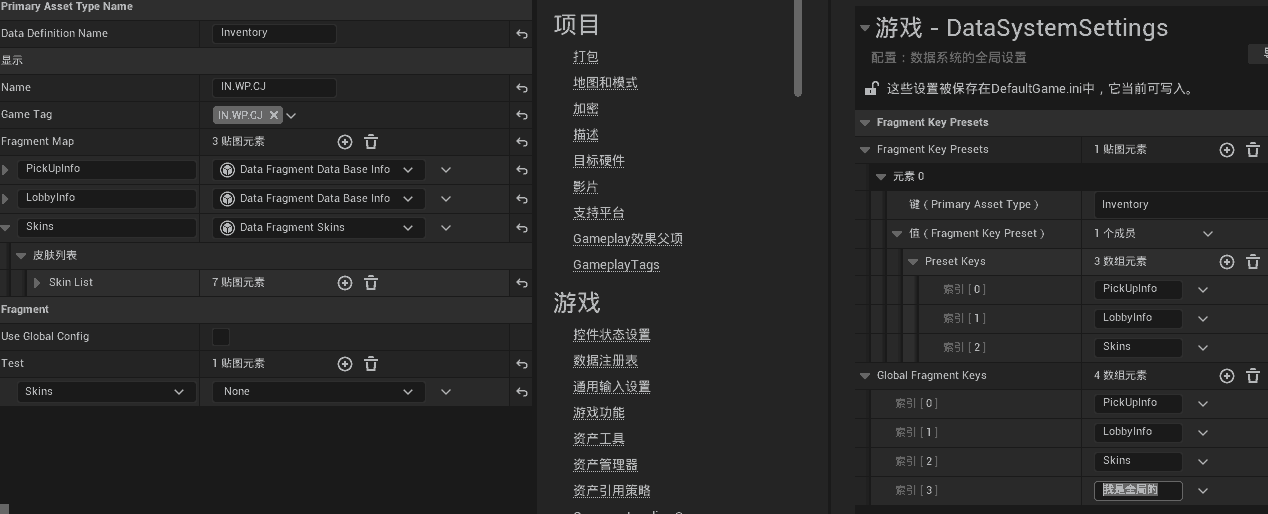 Primary Asset Type Name
Data Definition Name
Inventory
显示
Name
IN.WP.CJ
Game Tag
IN.WP.CJ
Fragment Map
3 贴图元素
PickUpInfo
Data Fragment Data Base Info
LobbyInfo
Data Fragment Data Base Info
Skins
Data Fragment Skins
皮肤列表
Skin List
7 贴图元素
Fragment
Use Global Config
Test
1 贴图元素
Skins
None
项目
打包
地图和模式
加密
描述
目标硬件
影片
支持平台
Gameplay效果父项
GameplayTags
游戏
控件状态设置
数据注册表
通用输入设置
游戏功能
资产工具
资产管理器
资产引用策略
游戏 - DataSystemSettings
配置：数据系统的全局设置
这些设置被保存在DefaultGame.ini中，它当前可写入。
Fragment Key Presets
Fragment Key Presets
1 贴图元素
元素 0
键 ( Primary Asset Type )
Inventory
值 ( Fragment Key Preset )
1 个成员
Preset Keys
3 数组元素
索引 [ 0 ]
PickUpInfo
索引 [ 1 ]
LobbyInfo
索引 [ 2 ]
Skins
Global Fragment Keys
4 数组元素
索引 [ 0 ]
PickUpInfo
索引 [ 1 ]
LobbyInfo
索引 [ 2 ]
Skins
索引 [ 3 ]
我是全局的